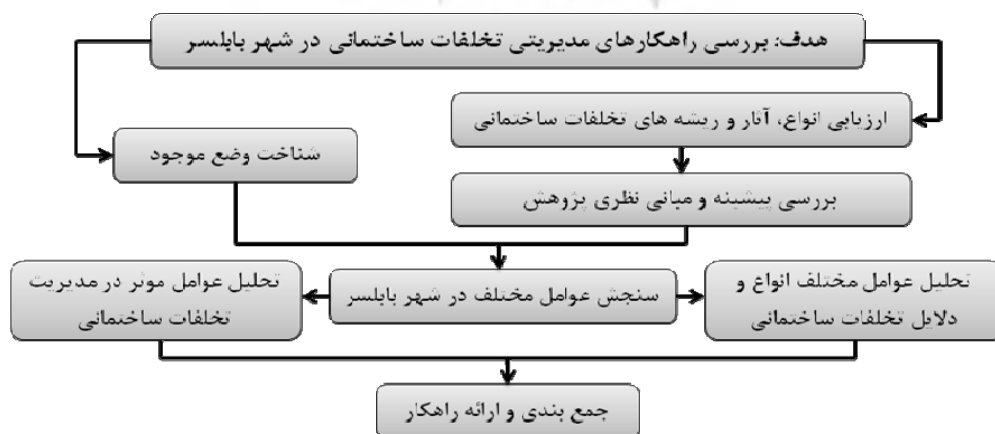 هدف: بررسی راهکارهای مدیریتی تخلفات ساختمانی در شهر بابلسر
ارزیابی انواع، آثار و ریشه های تخلفات ساختمانی
شناخت وضع موجود
بررسی پیشینه و مبانی نظری پژوهش
تحلیل عوامل مختلف انواع و
دلایل تخلفات ساختمانی
سنجش عوامل مختلف در شهر بابلسر
تحلیل عوامل موثر در مدیریت
تخلفات ساختمانی
جمع بندی و ارائه راهکار